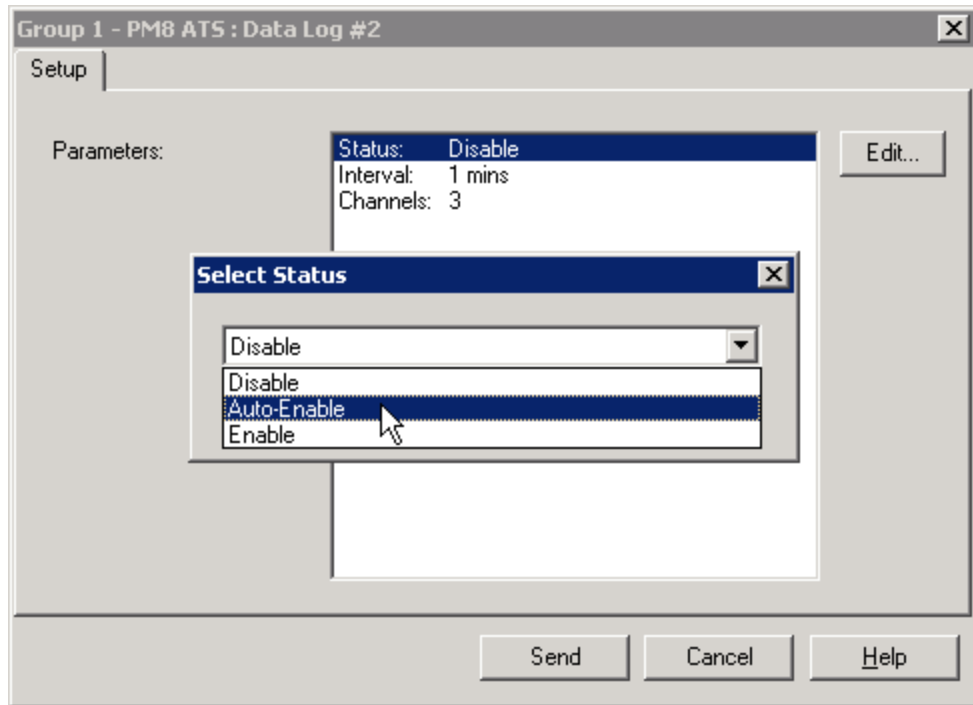 Group 1 - PM8 ATS : Data Log #2
Setup
Parameters:
Status: Disable
Interval: 1 mins
Channels: 3
Edit...
Select Status
Disable
Disable
Auto-Enable
Enable
Send
Cancel
Help